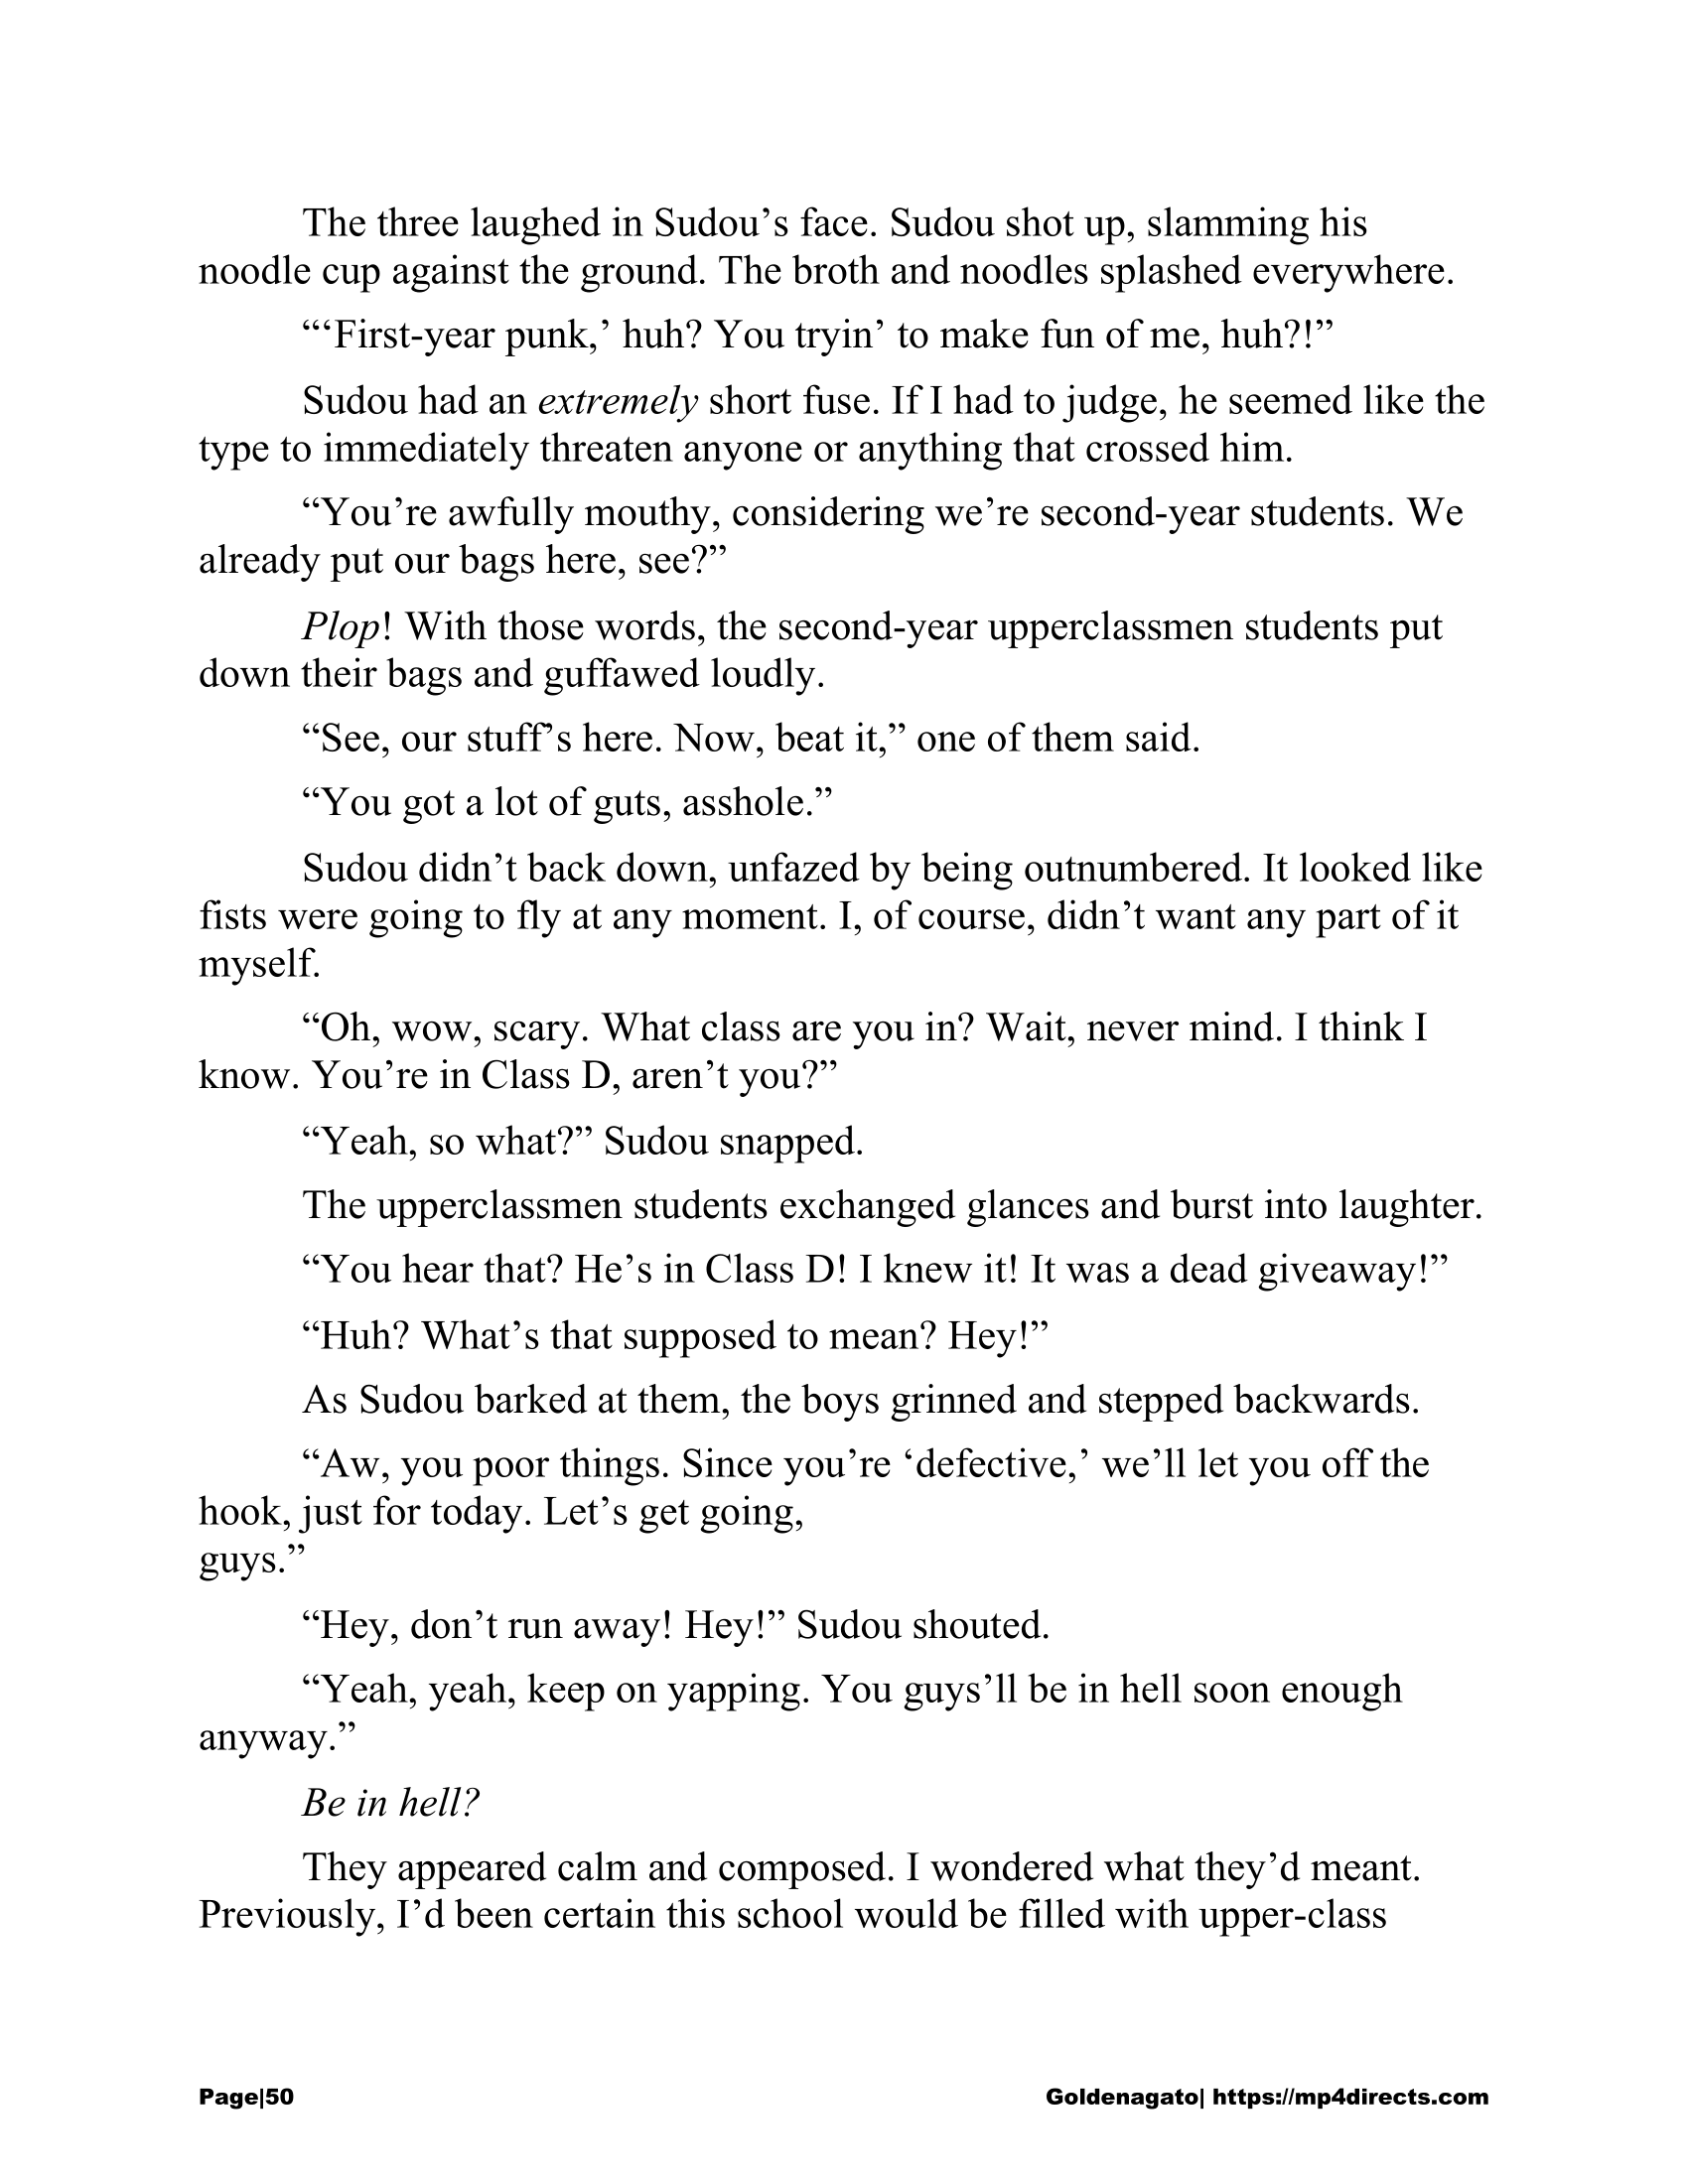 The three laughed in Sudou’s face. Sudou shot up, slamming his
noodle cup against the ground. The broth and noodles splashed everywhere.
“‘First-year punk,’ huh? You tryin’ to make fun of me, huh?!”
Sudou had an extremely short fuse. If I had to judge, he seemed like the
type to immediately threaten anyone or anything that crossed him.
“You’re awfully mouthy, considering we’re second-year students. We
already put our bags here, see?”
Plop! With those words, the second-year upperclassmen students put
down their bags and guffawed loudly.
“See, our stuff’s here. Now, beat it,” one of them said.
“You got a lot of guts, asshole.”
Sudou didn’t back down, unfazed by being outnumbered. It looked like
fists were going to fly at any moment. I, of course, didn’t want any part of it
myself.
“Oh, wow, scary. What class are you in? Wait, never mind. I think I
know. You’re in Class D, aren’t you?”
“Yeah, so what?” Sudou snapped.
The upperclassmen students exchanged glances and burst into laughter.
“You hear that? He’s in Class D! I knew it! It was a dead giveaway!”
“Huh? What’s that supposed to mean? Hey!”
As Sudou barked at them, the boys grinned and stepped backwards.
“Aw, you poor things. Since you’re ‘defective,’ we’ll let you off the
hook, just for today. Let’s get going,
guys.”
“Hey, don’t run away! Hey!” Sudou shouted.
“Yeah, yeah, keep on yapping. You guys’ll be in hell soon enough
anyway.”
Be in hell?
They appeared calm and composed. I wondered what they’d meant.
Previously, I’d been certain this school would be filled with upper-class
Page|50 Goldenagato| https://mp4directs.com